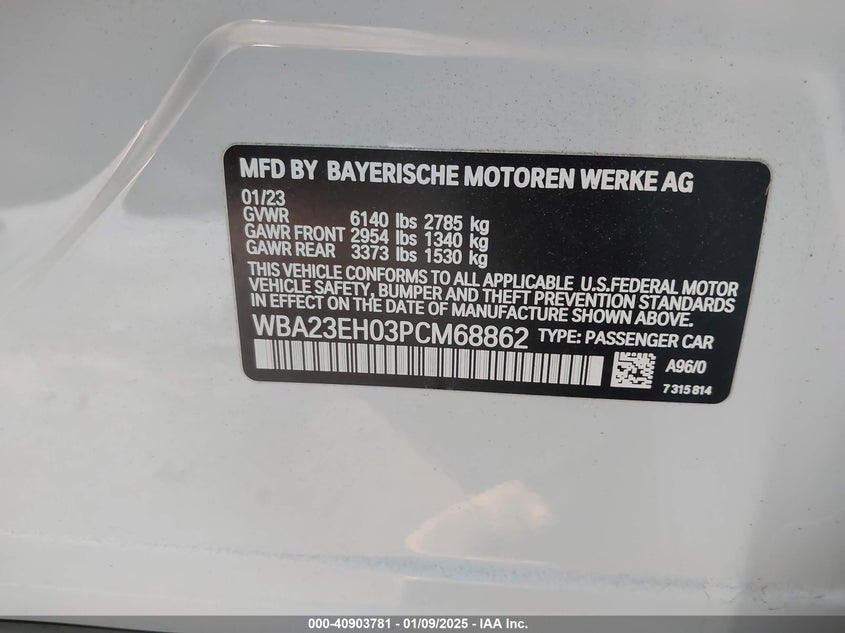 MFD BY BAYERISCHE MOTOREN WERKE AG
01/23
GVWR 6140 lbs 2785 kg
GAWR FRONT 2954 lbs 1340 kg
GAWR REAR 3373 lbs 1530 kg
THIS VEHICLE CONFORMS TO ALL APPLICABLE U.S.FEDERAL MOTOR
VEHICLE SAFETY, BUMPER AND THEFT PREVENTION STANDARDS
IN EFFECT ON THE DATE OF MANUFACTURE SHOWN ABOVE.
WBA23EH03PCM68862 TYPE: PASSENGER CAR
A96/0
7 315 814
000-40903781 - 01/09/2025 - IAA Inc.